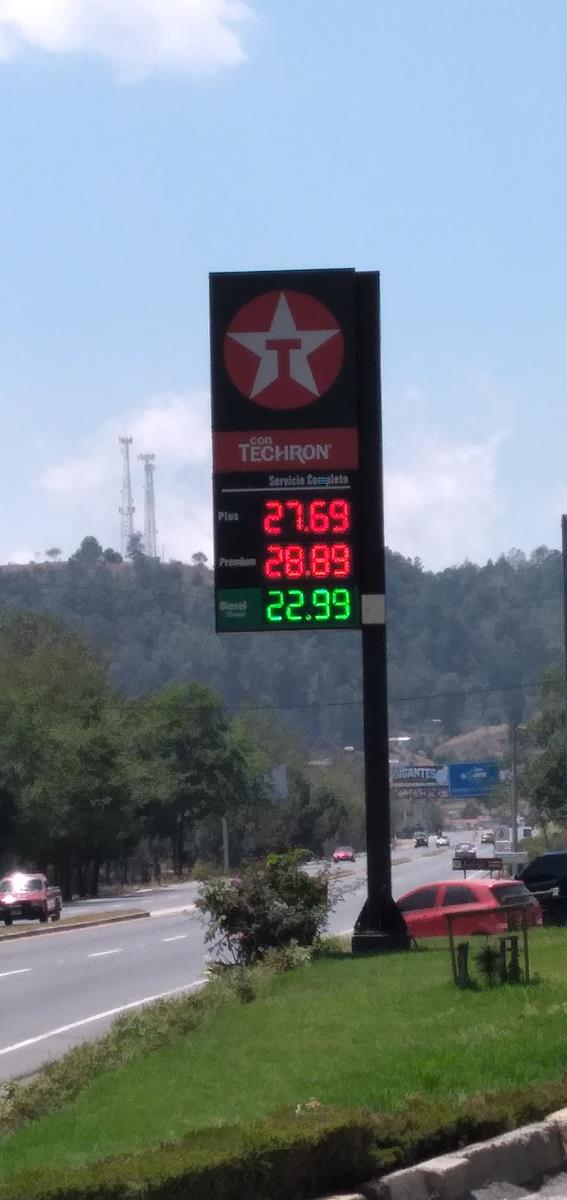 T
con
TECHRON
Servicio Completo
Plus 27.69
Premium 28.89
Diesel 22.99
GIGANTES